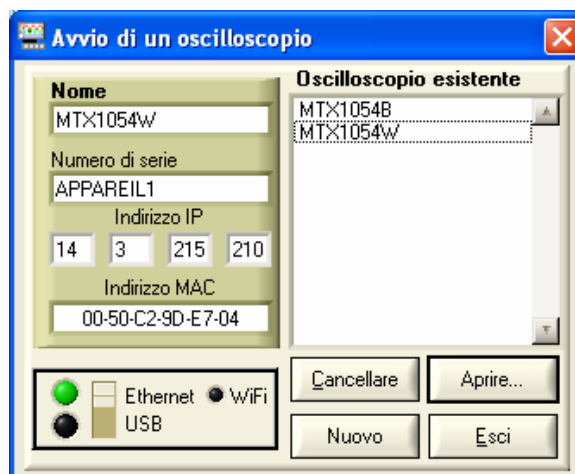 Avvio di un oscilloscopio
Nome
MTX1054W
Numero di serie
APPAREIL1
Indirizzo IP
14 3 215 210
Indirizzo MAC
00-50-C2-9D-E7-04
Ethernet WiFi
USB
Oscilloscopio esistente
MTX1054B
MTX1054W
Cancellare Aprire...
Nuovo Esci